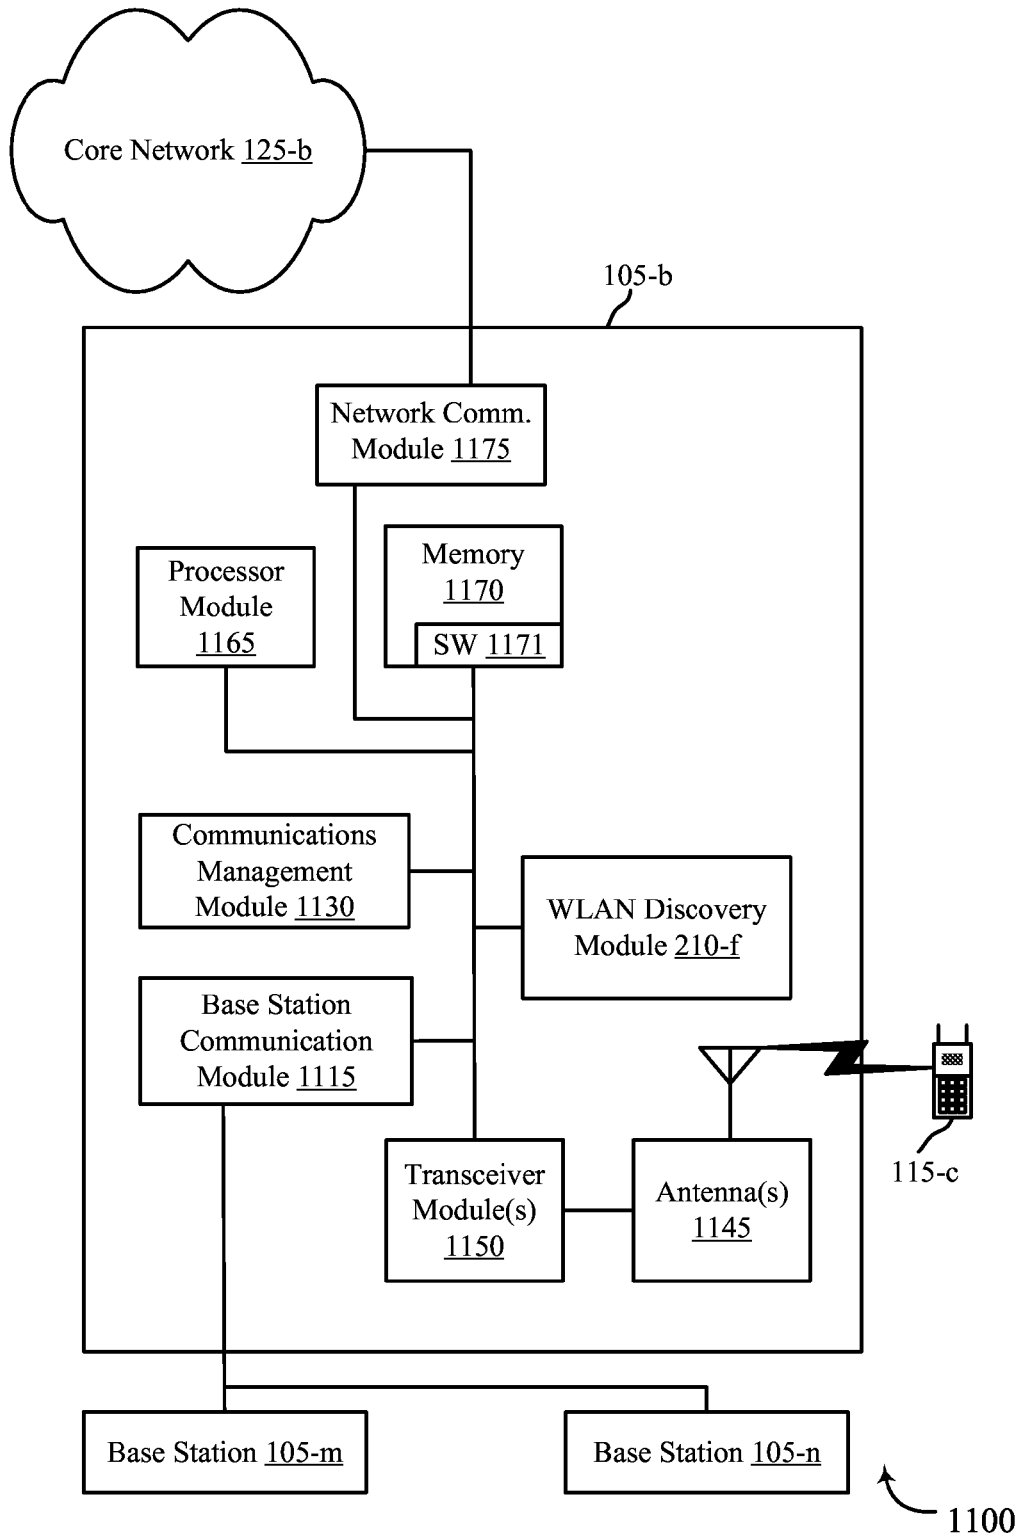 Core Network 125-b
105-b
Network Comm.
Module 1175
Memory
1170
SW 1171
Processor
Module
1165
Communications
Management
Module 1130
WLAN Discovery
Module 210-f
Base Station
Communication
Module 1115
115-c
Transceiver
Module(s)
1150
Antenna(s)
1145
Base Station 105-m
Base Station 105-n
1100